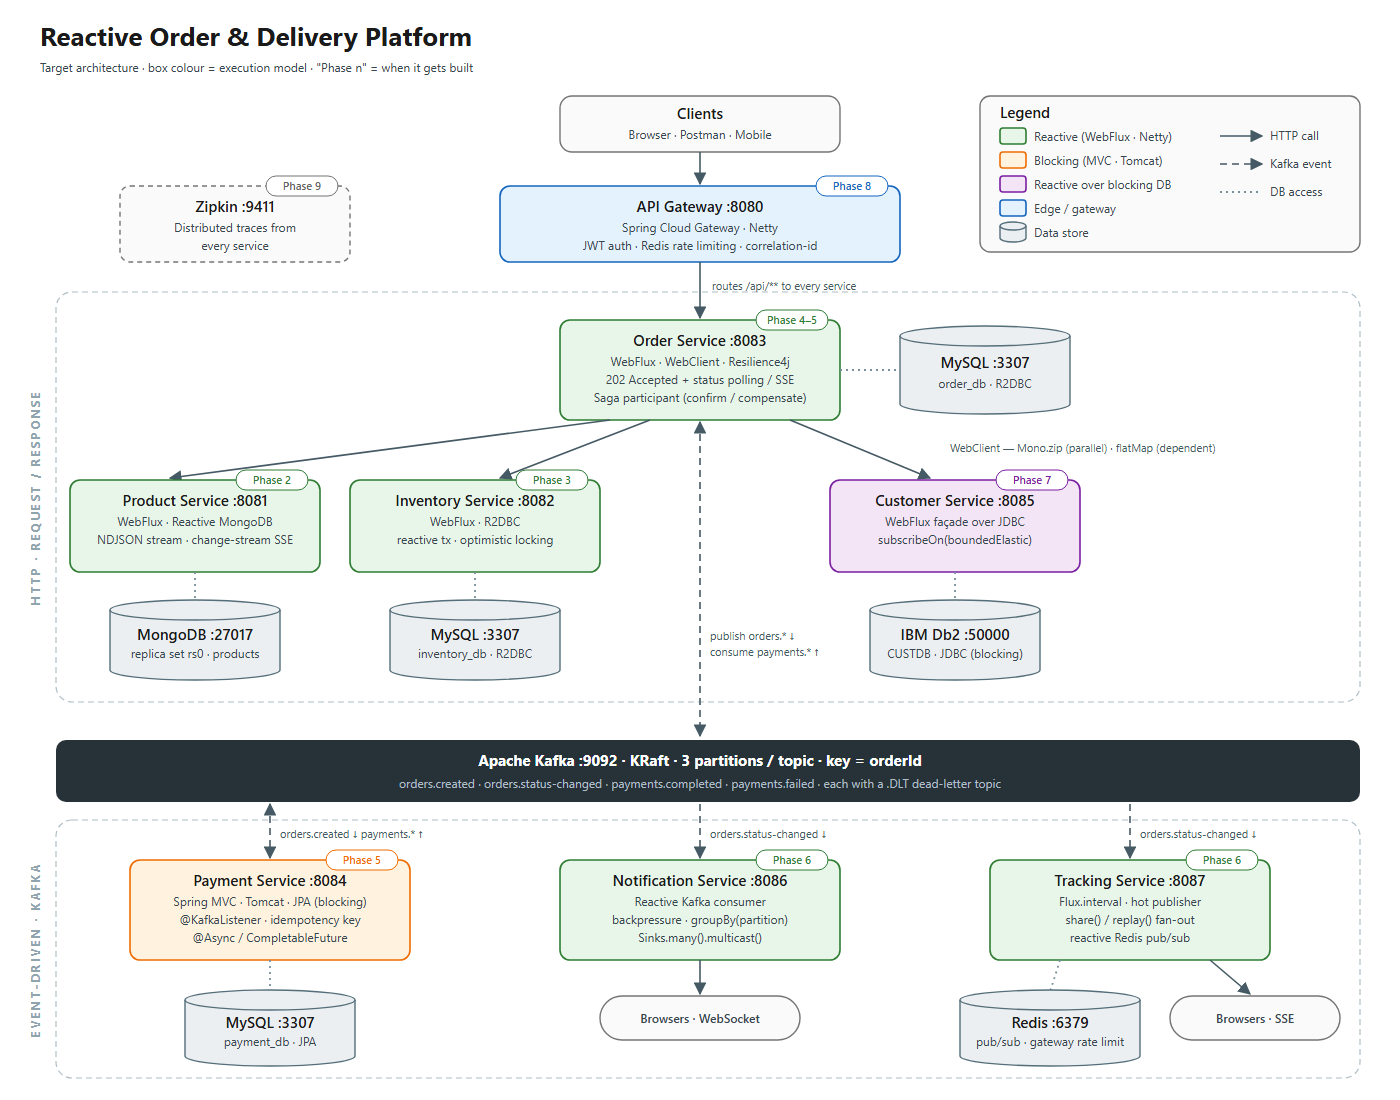 Reactive Order & Delivery Platform
Target architecture · box colour = execution model · "Phase n" = when it gets built
Clients
Browser · Postman · Mobile
Legend
Reactive (WebFlux · Netty)
Blocking (MVC · Tomcat)
Reactive over blocking DB
Edge / gateway
Data store
HTTP call
Kafka event
DB access
Phase 9
Zipkin :9411
Distributed traces from
every service
Phase 8
API Gateway :8080
Spring Cloud Gateway · Netty
JWT auth · Redis rate limiting · correlation-id
routes /api/** to every service
HTTP · REQUEST / RESPONSE
Phase 4–5
Order Service :8083
WebFlux · WebClient · Resilience4j
202 Accepted + status polling / SSE
Saga participant (confirm / compensate)
MySQL :3307
order_db · R2DBC
WebClient — Mono.zip (parallel) · flatMap (dependent)
Phase 2
Product Service :8081
WebFlux · Reactive MongoDB
NDJSON stream · change-stream SSE
Phase 3
Inventory Service :8082
WebFlux · R2DBC
reactive tx · optimistic locking
Phase 7
Customer Service :8085
WebFlux façade over JDBC
subscribeOn(boundedElastic)
MongoDB :27017
replica set rs0 · products
MySQL :3307
inventory_db · R2DBC
publish orders.* ↓
consume payments.* ↑
IBM Db2 :50000
CUSTDB · JDBC (blocking)
Apache Kafka :9092 · KRaft · 3 partitions / topic · key = orderId
orders.created · orders.status-changed · payments.completed · payments.failed · each with a .DLT dead-letter topic
EVENT-DRIVEN · KAFKA
orders.created ↓ payments.* ↑
orders.status-changed ↓
orders.status-changed ↓
Phase 5
Payment Service :8084
Spring MVC · Tomcat · JPA (blocking)
@KafkaListener · idempotency key
@Async / CompletableFuture
Phase 6
Notification Service :8086
Reactive Kafka consumer
backpressure · groupBy(partition)
Sinks.many().multicast()
Phase 6
Tracking Service :8087
Flux.interval · hot publisher
share() / replay() fan-out
reactive Redis pub/sub
MySQL :3307
payment_db · JPA
Browsers · WebSocket
Redis :6379
pub/sub · gateway rate limit
Browsers · SSE